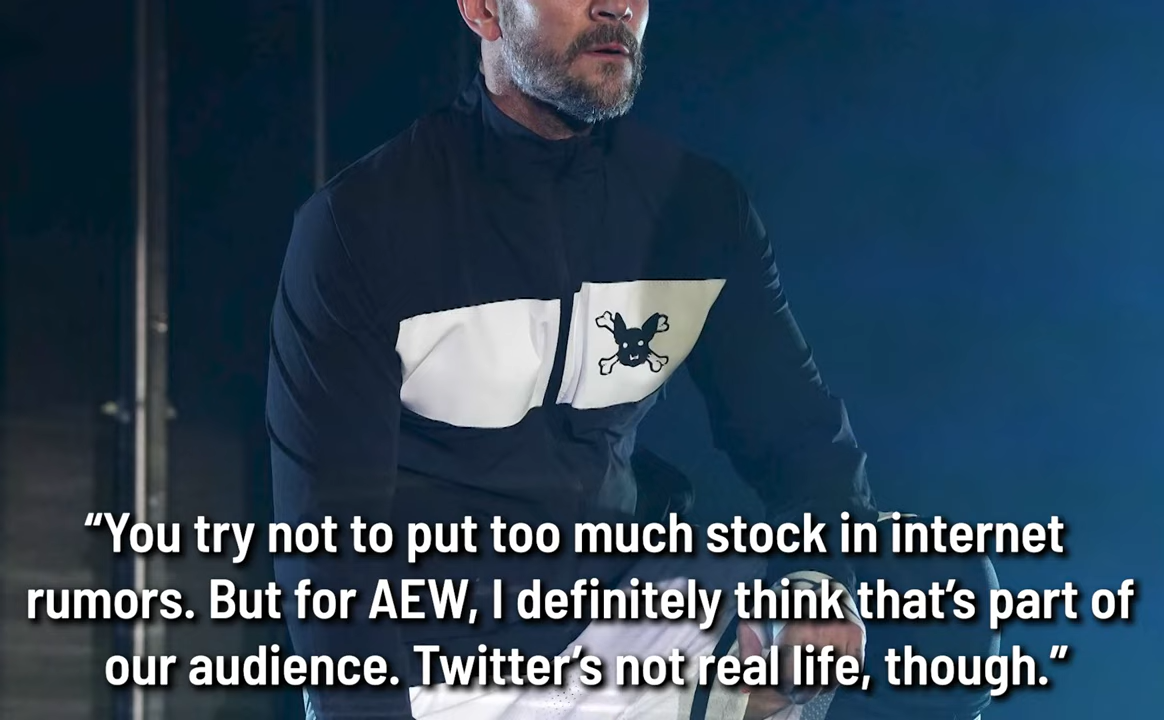 “You try not to put too much stock in internet
rumors. But for AEW, I definitely think that’s part of
our audience. Twitter’s not real life, though.”